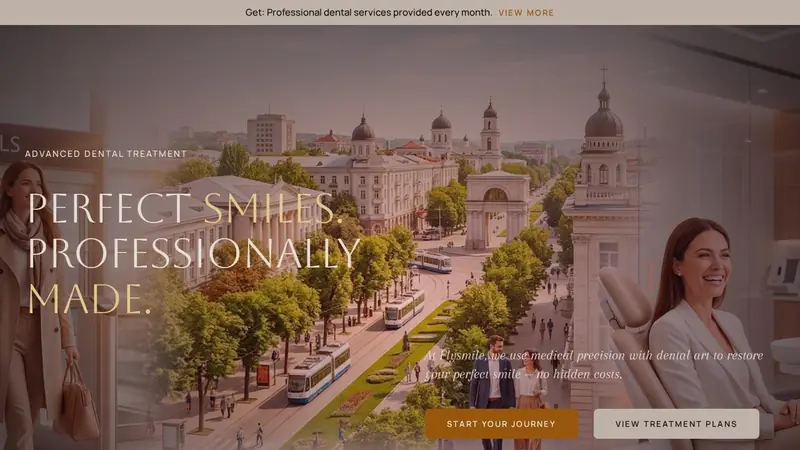 Get: Professional dental services provided every month. VIEW MORE
LS
ADVANCED DENTAL TREATMENT
PERFECT SMILES.
PROFESSIONALLY
MADE.
At Flysmile, we use medical precision with dental art to restore
your perfect smile — no hidden costs.
START YOUR JOURNEY
VIEW TREATMENT PLANS